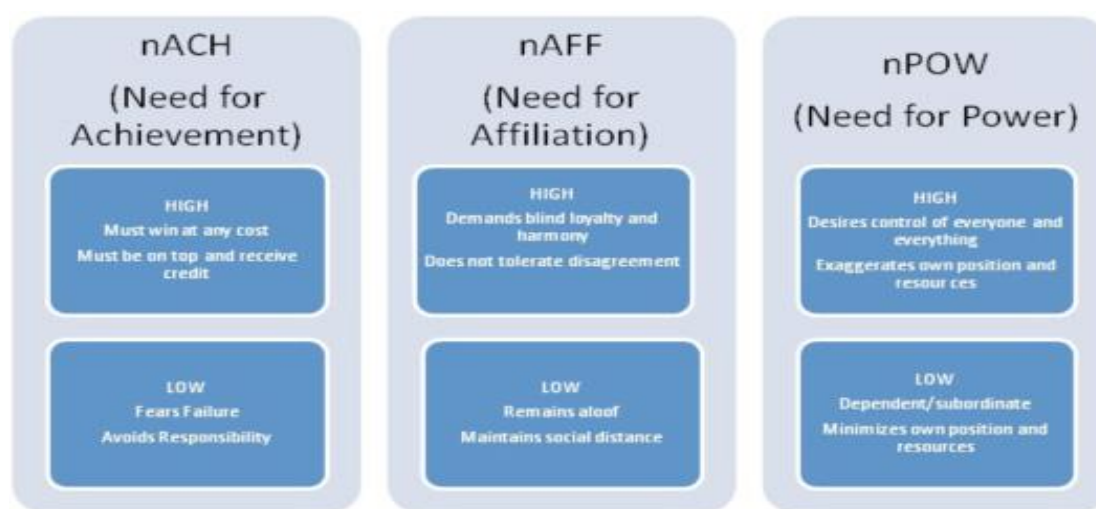 nACH
(Need for
Achievement)
HIGH
Must win at any cost
Must be on top and receive
credit
LOW
Fears Failure
Avoids Responsibility
nAFF
(Need for
Affiliation)
HIGH
Demands blind loyalty and
harmony
Does not tolerate disagreement
LOW
Remains aloof
Maintains social distance
nPOW
(Need for Power)
HIGH
Desires control of everyone and
everything
Exaggerates own position and
resources
LOW
Dependent/subordinate
Minimizes own position and
resources